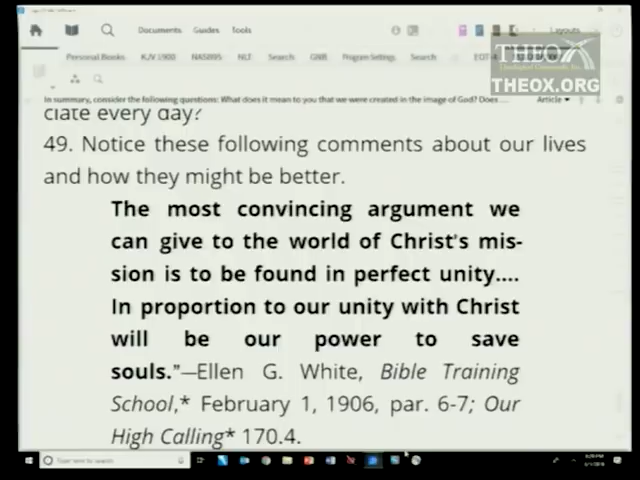 Documents Guides Tools
Layouts
Personal Books KJV 1900 NASB95 NLT Search GNB Program Settings Search
THEOX
THEOX.ORG
In summary, consider the following questions: What does it mean to you that we were created in the image of God? Does ...
Article
ciate every day?
49. Notice these following comments about our lives
and how they might be better.
The most convincing argument we
can give to the world of Christ's mis-
sion is to be found in perfect unity....
In proportion to our unity with Christ
will be our power to save
souls."—Ellen G. White, Bible Training
School,* February 1, 1906, par. 6-7; Our
High Calling* 170.4.
Type here to search